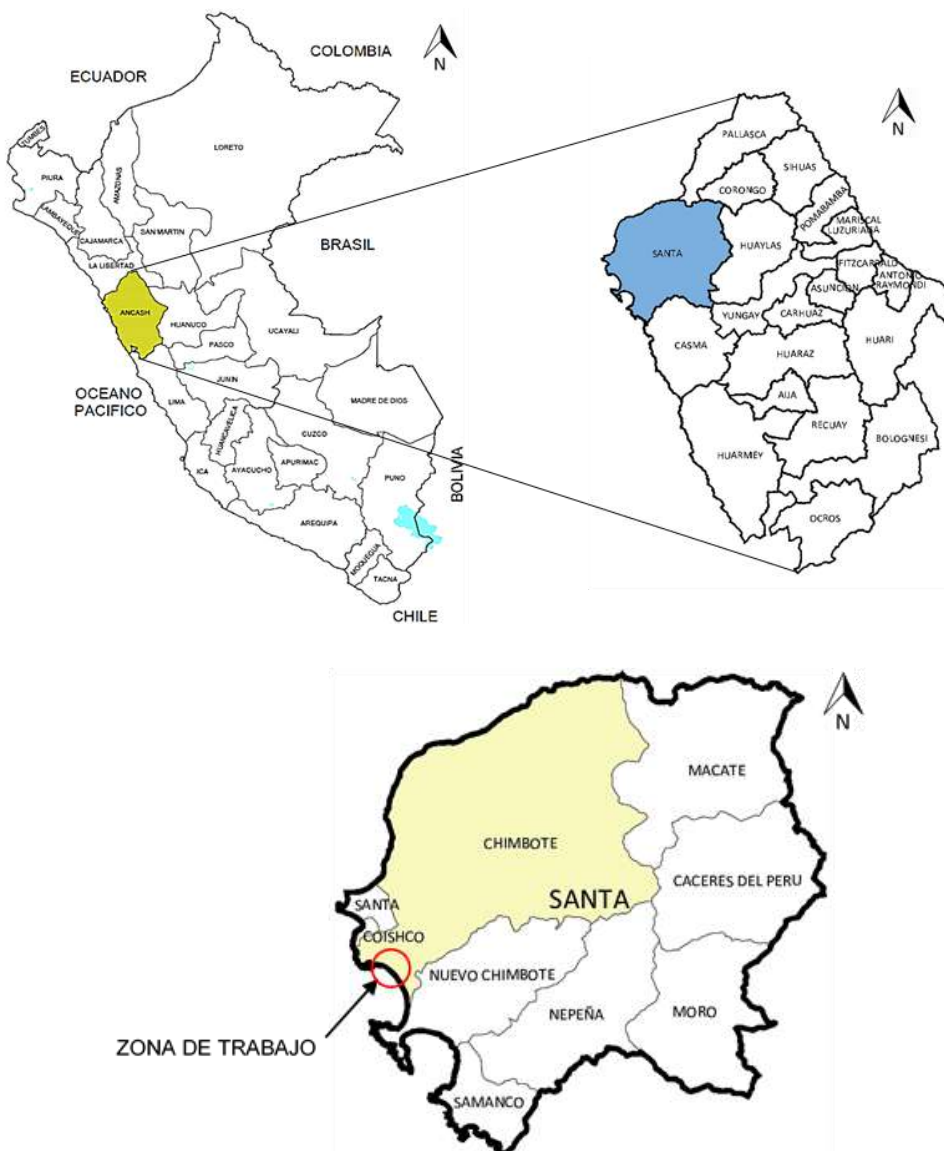 COLOMBIA
N
ECUADOR
TUMBES
LORETO
PIURA
AMAZONAS
LAMBAYEQUE
CAJAMARCA
SAN MARTIN
BRASIL
LA LIBERTAD
ANCASH
HUANUCO
UCAYALI
PASCO
OCEANO
PACIFICO
JUNIN
LIMA
MADRE DE DIOS
HUANCAVELICA
CUZCO
ICA
AYACUCHO
APURIMAC
PUNO
BOLIVIA
AREQUIPA
MOQUEGUA
TACNA
CHILE
N
PALLASCA
SIHUAS
CORONGO
POMABAMBA
MARISCAL
LUZURIAGA
SANTA
HUAYLAS
FITZCARRALD
ANTONIO
RAYMONDI
ASUNCION
YUNGAY
CARHUAZ
CASMA
HUARI
HUARAZ
AIJA
RECUAY
BOLOGNESI
HUARMEY
OCROS
N
MACATE
CHIMBOTE
CACERES DEL PERU
SANTA
SANTA
COISHCO
NUEVO CHIMBOTE
NEPEÑA
MORO
ZONA DE TRABAJO
SAMANCO